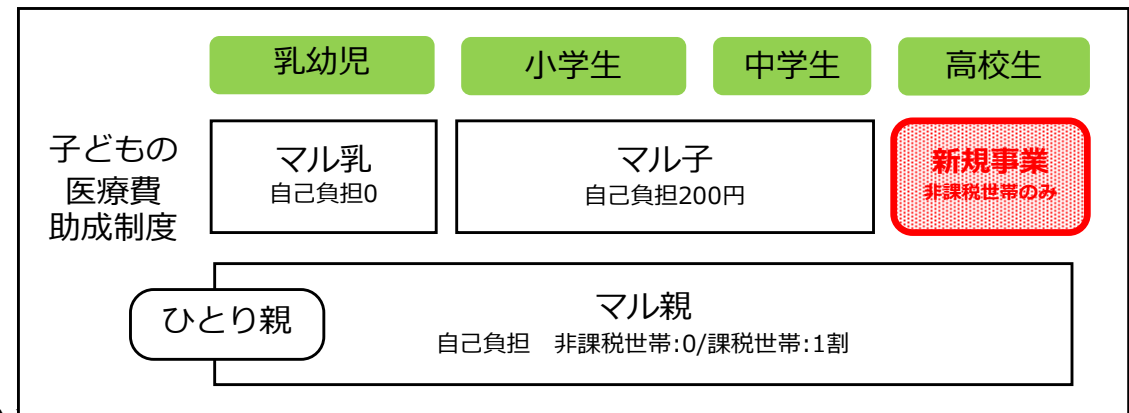 乳幼児
小学生
中学生
高校生
子どもの
医療費
助成制度
マル乳
自己負担0
マル子
自己負担200円
新規事業
非課税世帯のみ
ひとり親
マル親
自己負担　非課税世帯:0/課税世帯:1割